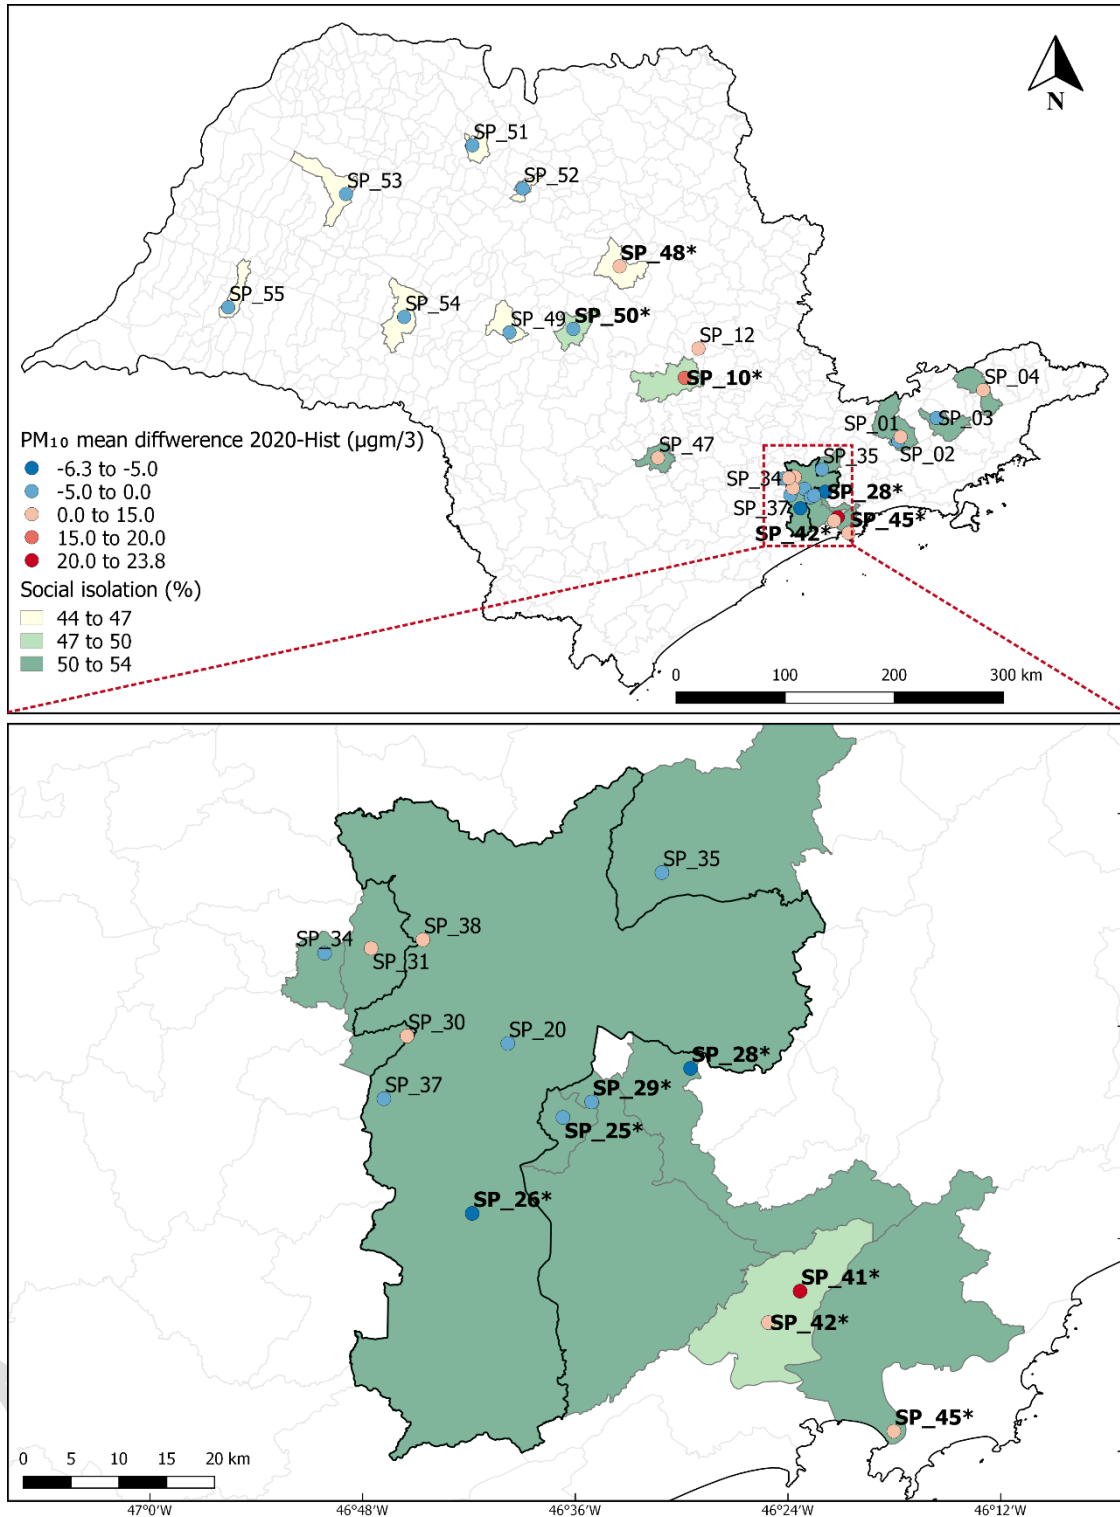 N
SP_51
SP_52
SP_53
SP_48*
SP_55
SP_54
SP_49
SP_50*
SP_12
SP_10*
SP_04
SP_03
SP_01
SP_02
SP_47
SP_35
SP_34
SP_28*
SP_37
SP_45*
SP_42*
PM₁₀ mean diffwerence 2020-Hist (µgm/3)
-6.3 to -5.0
-5.0 to 0.0
0.0 to 15.0
15.0 to 20.0
20.0 to 23.8
Social isolation (%)
44 to 47
47 to 50
50 to 54
0 100 200 300 km
SP_35
SP_38
SP_34
SP_31
SP_30
SP_20
SP_28*
SP_37
SP_29*
SP_25*
SP_26*
SP_41*
SP_42*
SP_45*
0 5 10 15 20 km
47°0'W 46°48'W 46°36'W 46°24'W 46°12'W